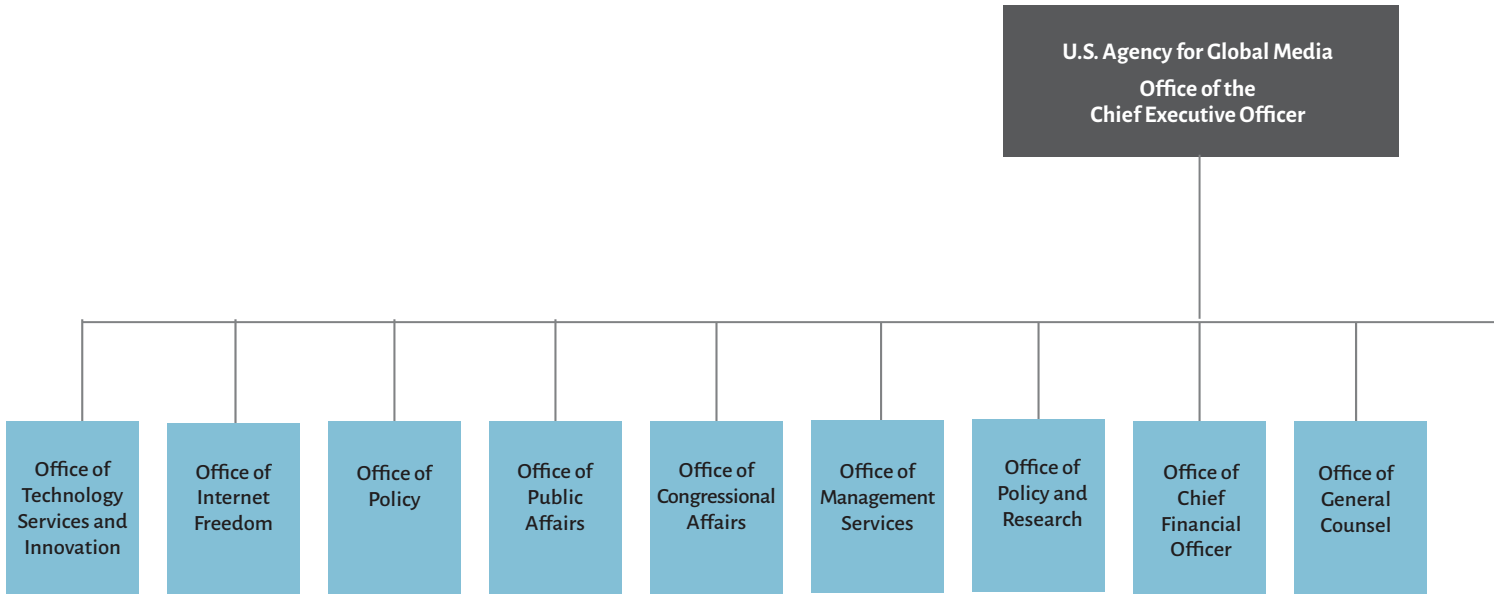 U.S. Agency for Global Media
Office of the
Chief Executive Officer
Office of
Technology
Services and
Innovation
Office of
Internet
Freedom
Office of
Policy
Office of
Public
Affairs
Office of
Congressional
Affairs
Office of
Management
Services
Office of
Policy and
Research
Office of
Chief
Financial
Officer
Office of
General
Counsel